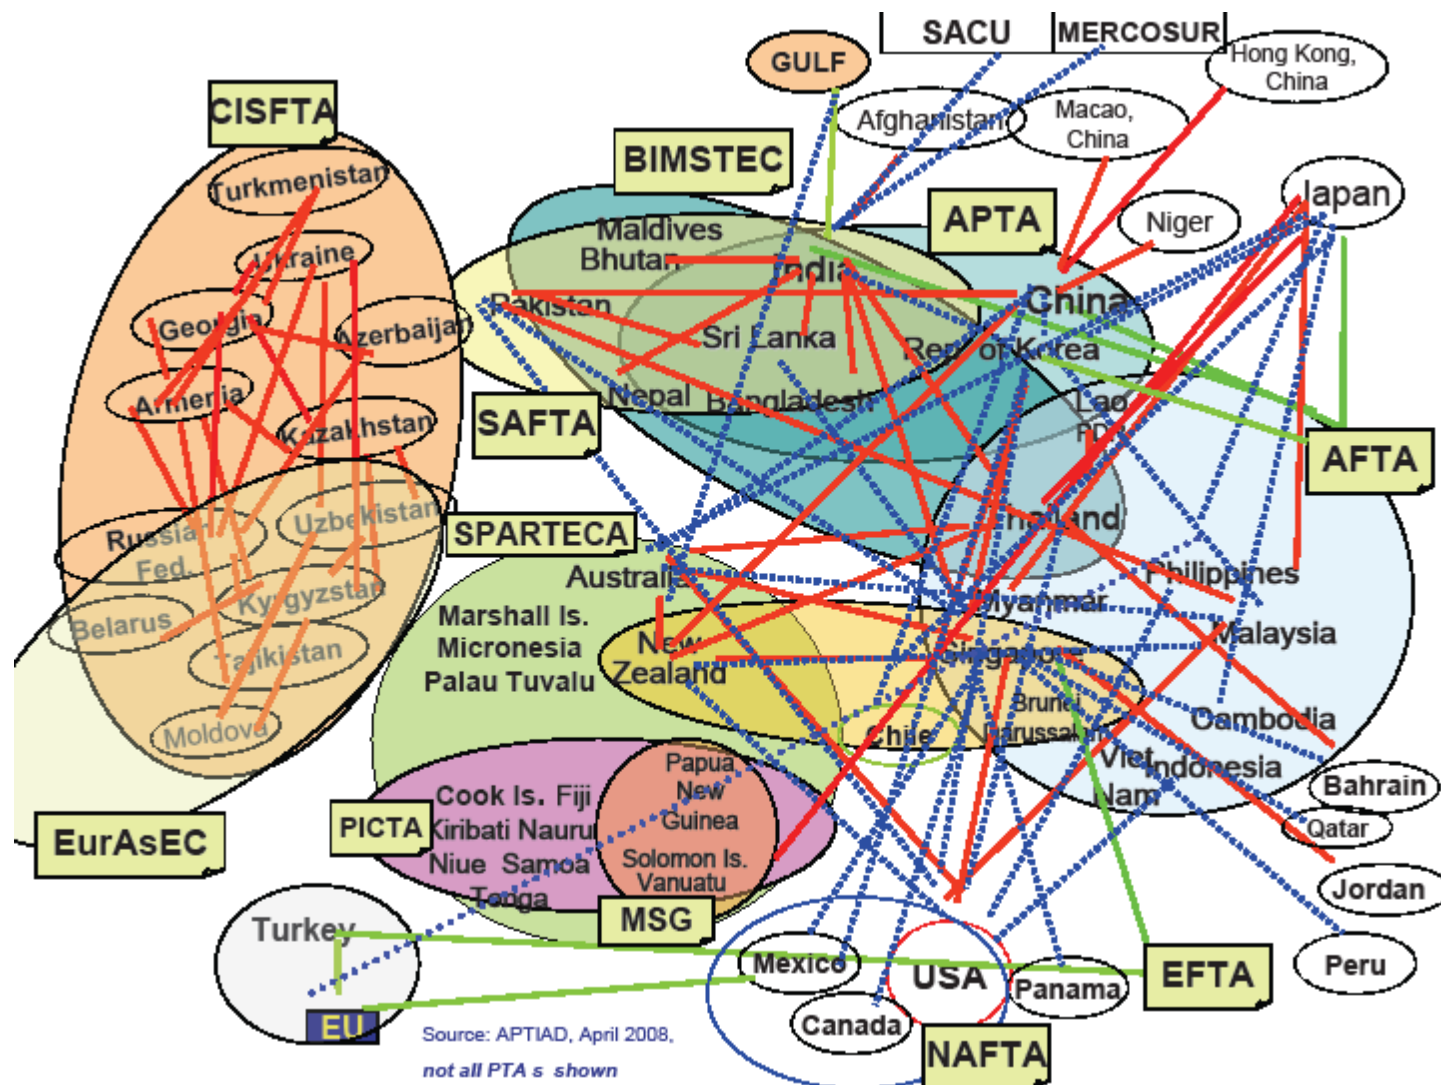 SACU
MERCOSUR
GULF
Hong Kong,
China
CISFTA
Afghanistan
Macao,
China
BIMSTEC
Turkmenistan
Japan
APTA
Niger
Maldives
Ukraine
Bhutan
India
Pakistan
China
Georgia
Azerbaijan
Sri Lanka
Rep of Korea
Armenia
Nepal
Bangladesh
Lao
PDR
SAFTA
Kazakhstan
AFTA
Uzbekistan
Thailand
SPARTECA
Russian
Fed.
Australia
Philippines
Kyrgyzstan
Myanmar
Marshall Is.
Micronesia
Palau Tuvalu
Belarus
New
Zealand
Malaysia
Tajikistan
Singapore
Brunei
Darussalam
Cambodia
Moldova
Chile
Viet
Nam
Indonesia
Papua
New
Guinea
Bahrain
Cook Is. Fiji
Kiribati Nauru
Niue Samoa
Tonga
PICTA
Qatar
EurAsEC
Solomon Is.
Vanuatu
Jordan
MSG
Turkey
Mexico
USA
Panama
EFTA
Peru
EU
Canada
NAFTA
Source: APTIAD, April 2008,
not all PTA s shown